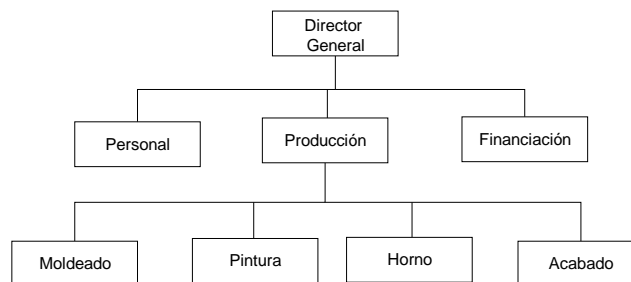 Director
General
Personal
Producción
Financiación
Moldeado
Pintura
Horno
Acabado